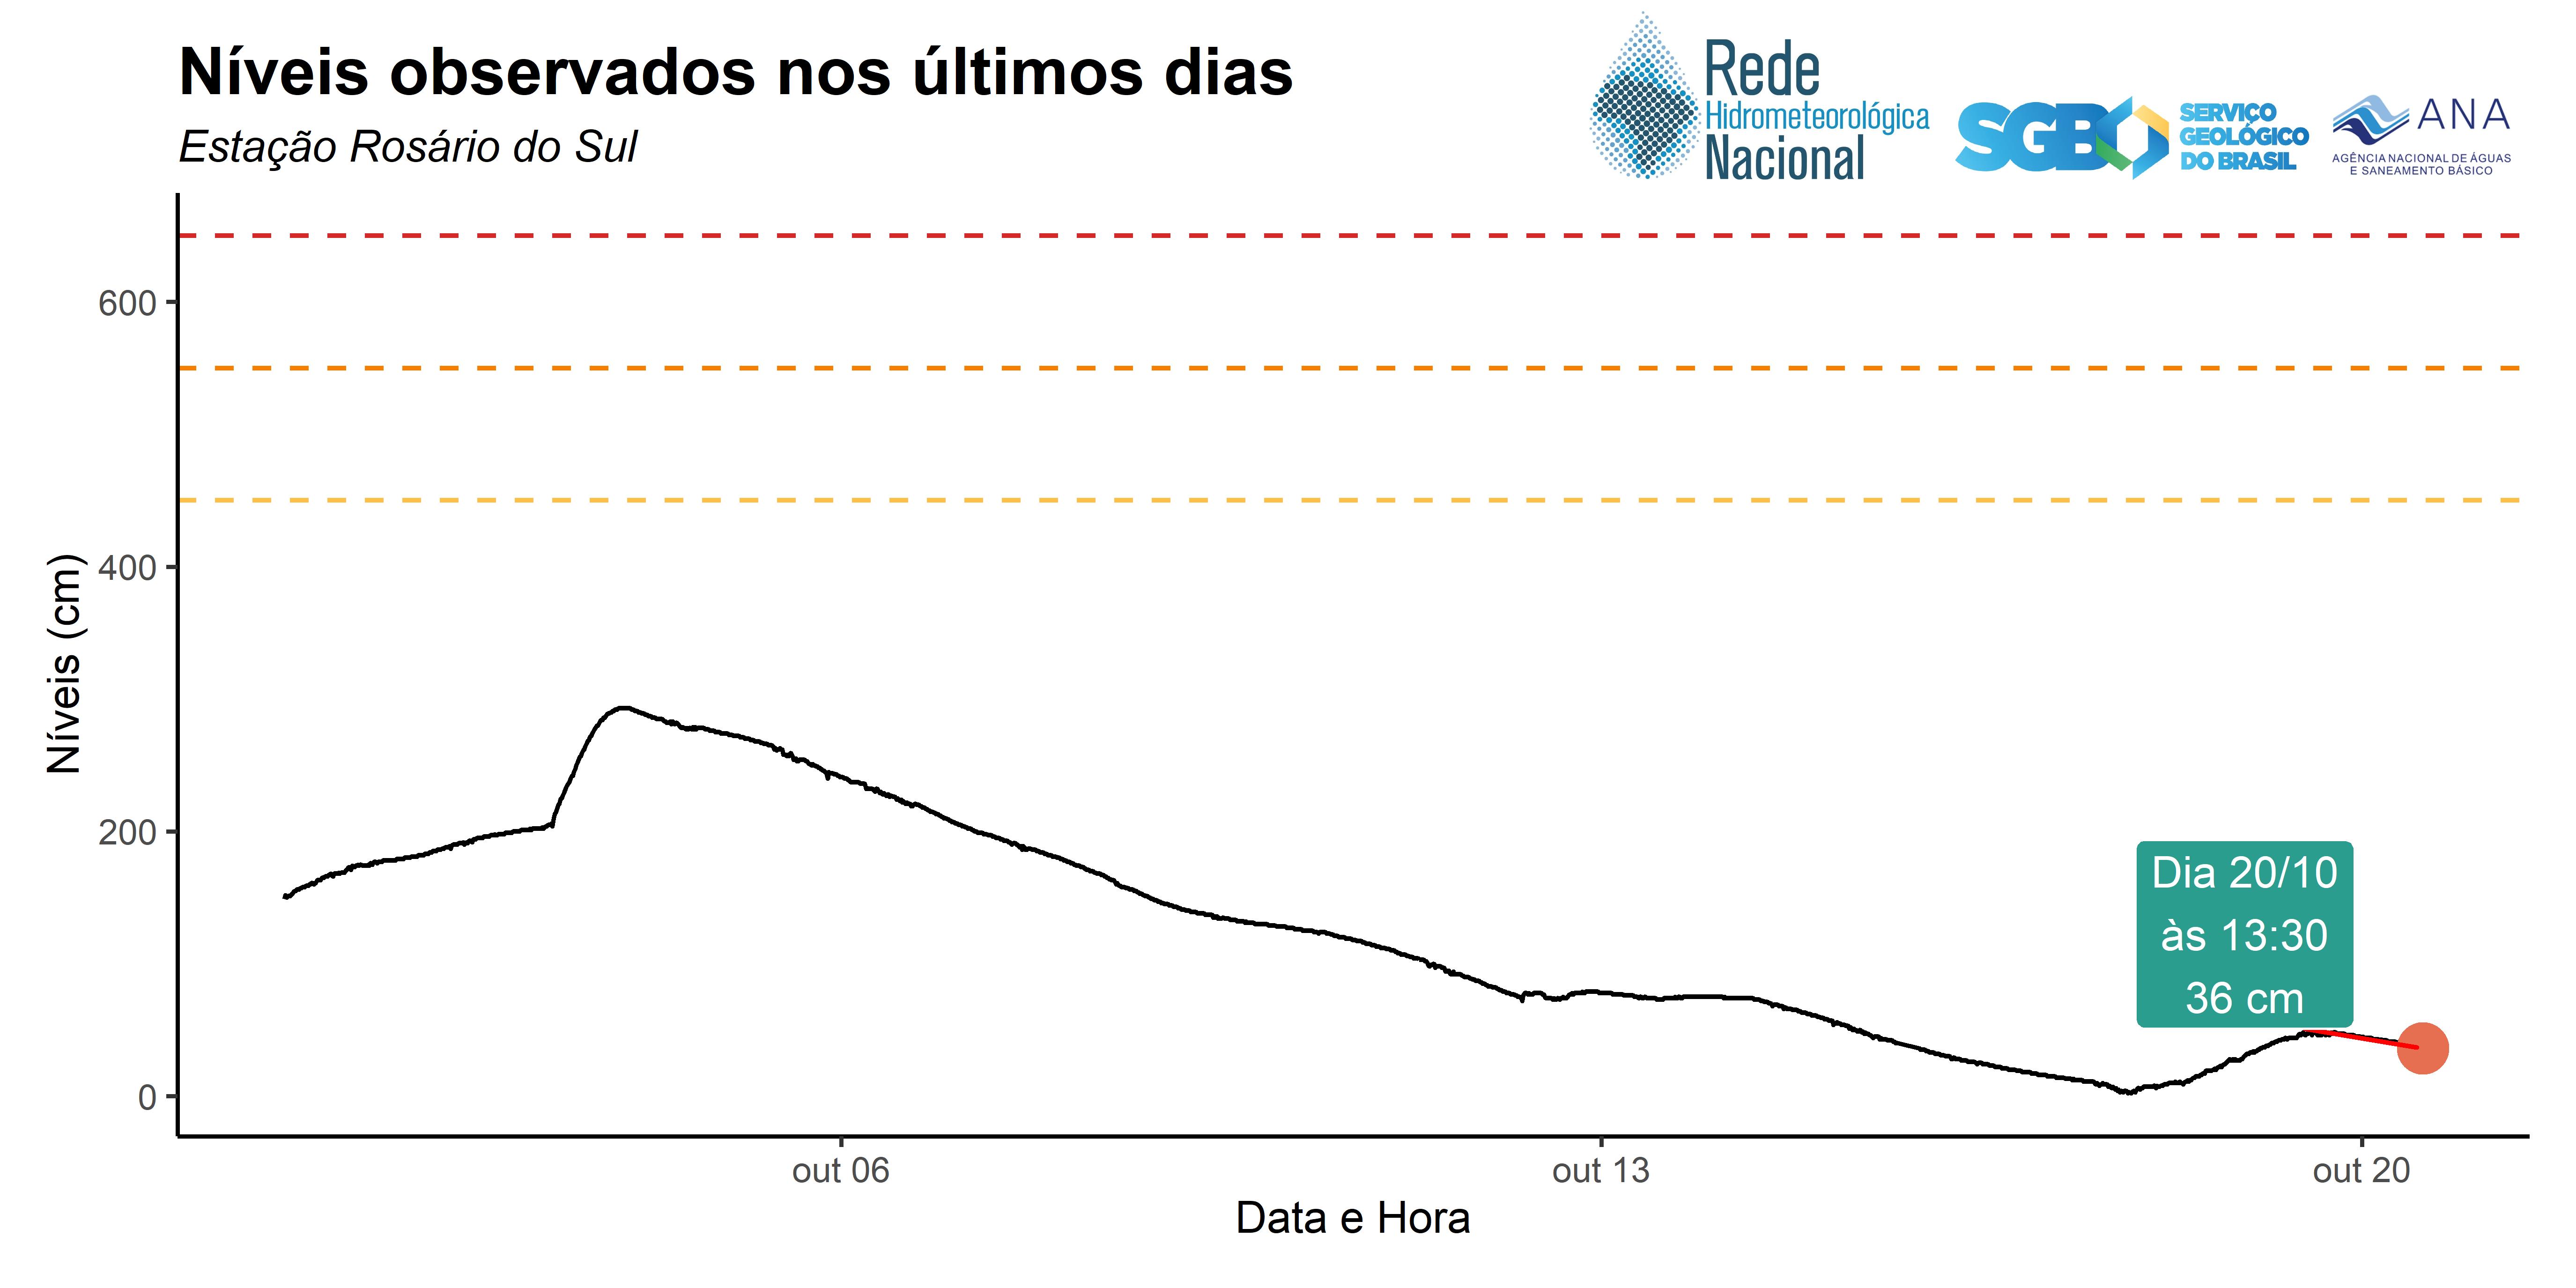 Níveis observados nos últimos dias
Estação Rosário do Sul
Rede
Hidrometeorológica
Nacional
SGB
SERVIÇO
GEOLÓGICO
DO BRASIL
ANA
AGÊNCIA NACIONAL DE ÁGUAS
E SANEAMENTO BÁSICO
Níveis (cm)
600
400
200
0
Dia 20/10
às 13:30
36 cm
out 06
out 13
out 20
Data e Hora